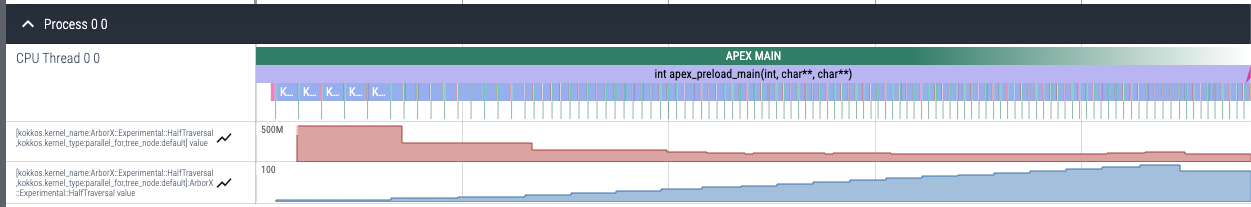 Process 0 0
CPU Thread 0 0
APEX MAIN
int apex_preload_main(int, char**, char**)
K... K... K... K... K...
[kokkos.kernel_name:ArborX::Experimental::HalfTraversal
,kokkos.kernel_type:parallel_for,tree_node:default] value
500M
[kokkos.kernel_name:ArborX::Experimental::HalfTraversal
,kokkos.kernel_type:parallel_for,tree_node:default]:ArborX
::Experimental::HalfTraversal value
100